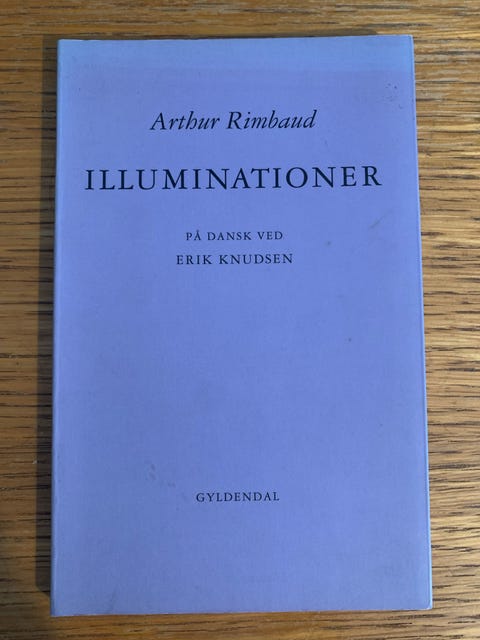 Arthur Rimbaud
ILLUMINATIONER
PÅ DANSK VED
ERIK KNUDSEN
GYLDENDAL